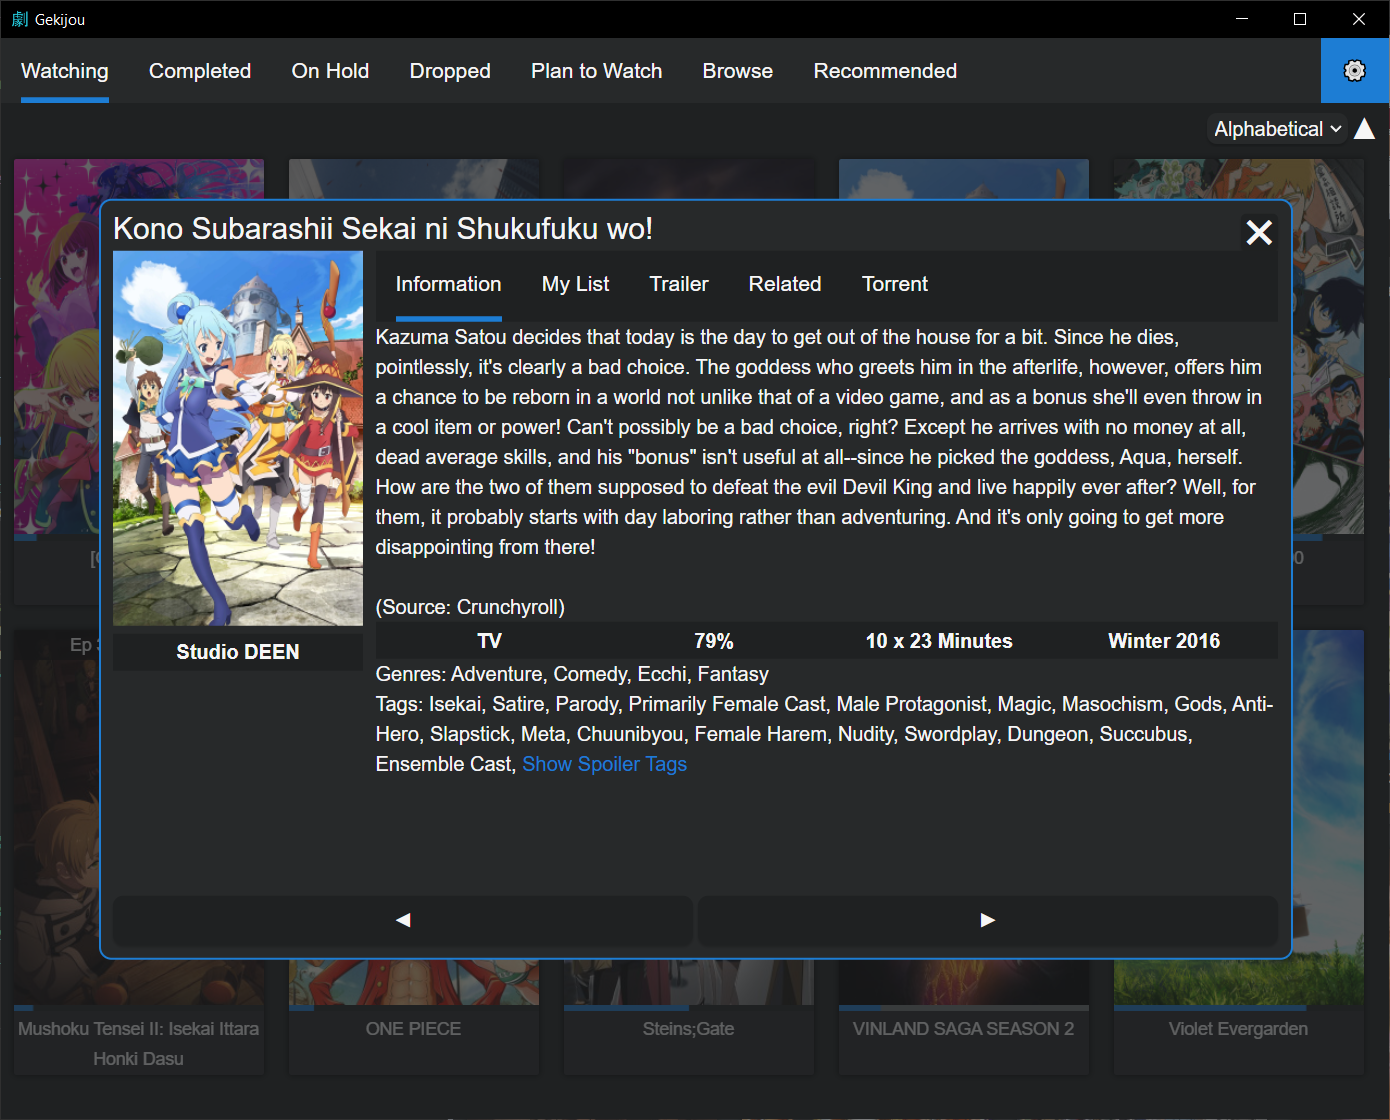 劇 Gekijou
Watching Completed On Hold Dropped Plan to Watch Browse Recommended
Alphabetical
Kono Subarashii Sekai ni Shukufuku wo!
Information My List Trailer Related Torrent
Kazuma Satou decides that today is the day to get out of the house for a bit. Since he dies,
pointlessly, it's clearly a bad choice. The goddess who greets him in the afterlife, however, offers him
a chance to be reborn in a world not unlike that of a video game, and as a bonus she'll even throw in
a cool item or power! Can't possibly be a bad choice, right? Except he arrives with no money at all,
dead average skills, and his "bonus" isn't useful at all--since he picked the goddess, Aqua, herself.
How are the two of them supposed to defeat the evil Devil King and live happily ever after? Well, for
them, it probably starts with day laboring rather than adventuring. And it's only going to get more
disappointing from there!
(Source: Crunchyroll)
Studio DEEN
TV 79% 10 x 23 Minutes Winter 2016
Genres: Adventure, Comedy, Ecchi, Fantasy
Tags: Isekai, Satire, Parody, Primarily Female Cast, Male Protagonist, Magic, Masochism, Gods, Anti-
Hero, Slapstick, Meta, Chuunibyou, Female Harem, Nudity, Swordplay, Dungeon, Succubus,
Ensemble Cast, Show Spoiler Tags
Ep
Mushoku Tensei II: Isekai Ittara
Honki Dasu
ONE PIECE
Steins;Gate
VINLAND SAGA SEASON 2
Violet Evergarden